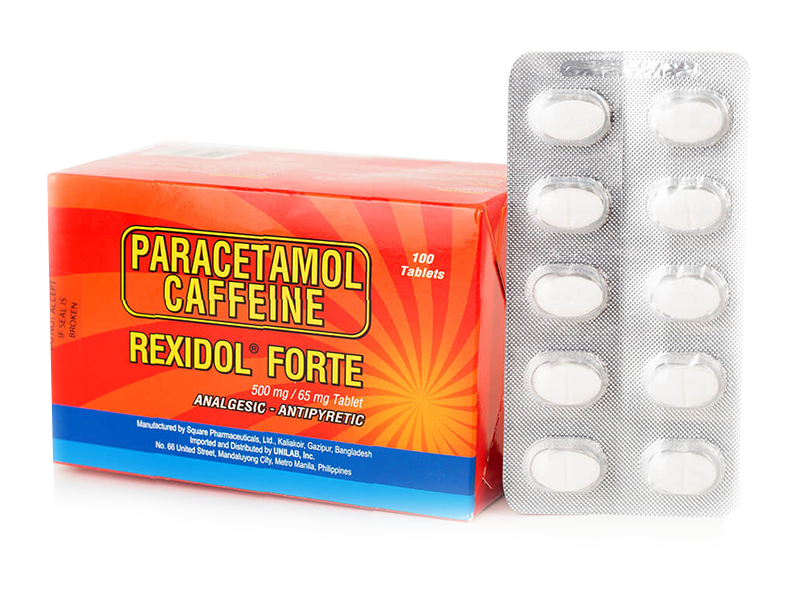 PARACETAMOL
CAFFEINE
100
Tablets
REXIDOL® FORTE
500 mg / 65 mg Tablet
ANALGESIC - ANTIPYRETIC
Manufactured by Square Pharmaceuticals, Ltd., Kaliakoir, Gazipur, Bangladesh
Imported and Distributed by UNILAB, Inc.
No. 66 United Street, Mandaluyong City, Metro Manila, Philippines
NOT ACCEPT
IF SEAL IS
BROKEN